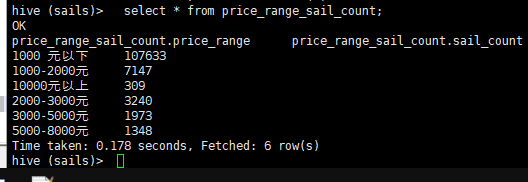 hive (sails)>   select * from price_range_sail_count;
OK
price_range_sail_count.price_range      price_range_sail_count.sail_count
1000 元以下     107633
1000-2000元     7147
10000元以上     309
2000-3000元     3240
3000-5000元     1973
5000-8000元     1348
Time taken: 0.178 seconds, Fetched: 6 row(s)
hive (sails)>